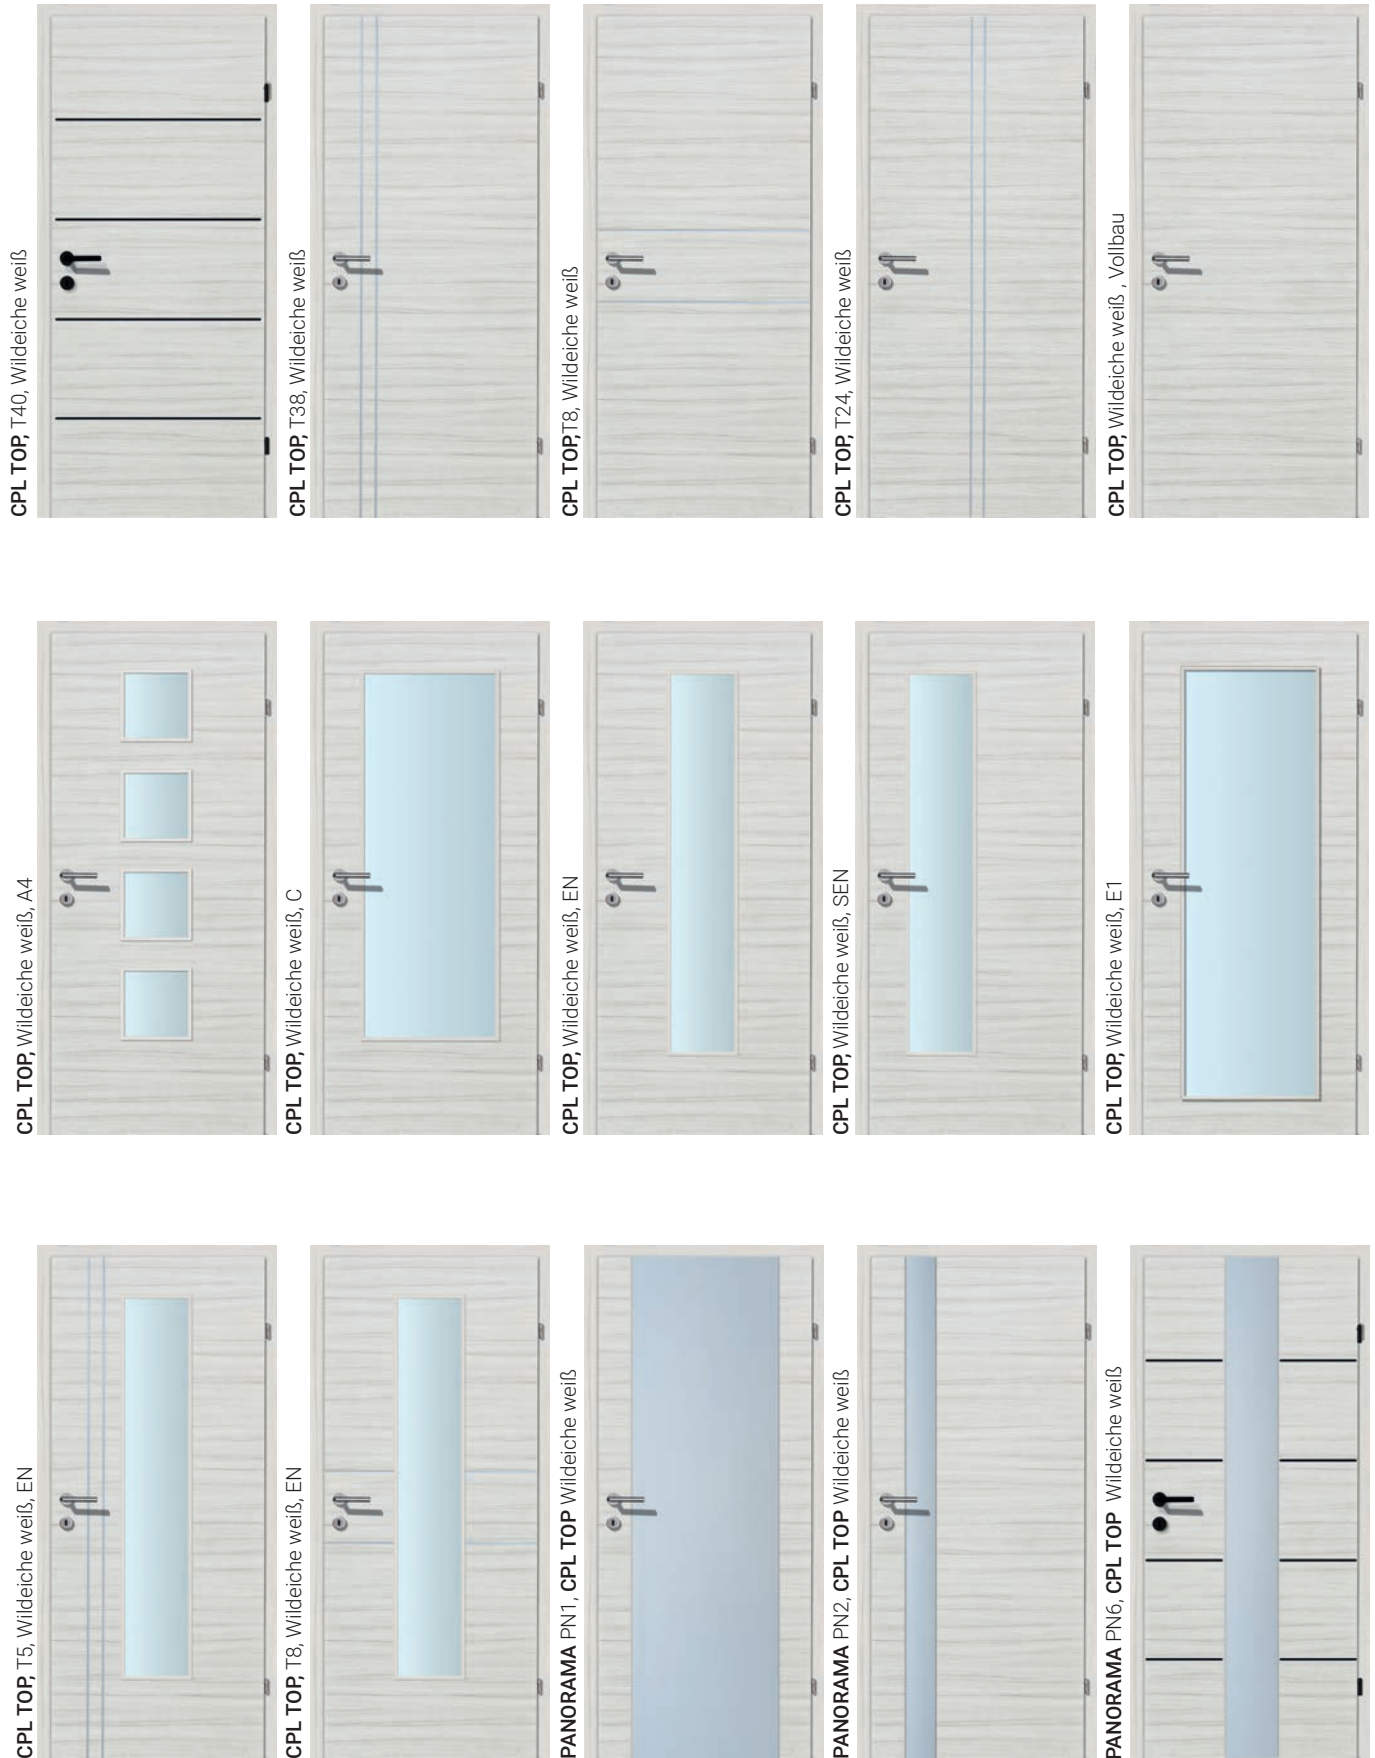 CPL TOP, T40, Wildeiche weiß
CPL TOP, T38, Wildeiche weiß
CPL TOP,T8, Wildeiche weiß
CPL TOP, T24, Wildeiche weiß
CPL TOP, Wildeiche weiß , Vollbau
CPL TOP, Wildeiche weiß, A4
CPL TOP, Wildeiche weiß, C
CPL TOP, Wildeiche weiß, EN
CPL TOP, Wildeiche weiß, SEN
CPL TOP, Wildeiche weiß, E1
CPL TOP, T5, Wildeiche weiß, EN
CPL TOP, T8, Wildeiche weiß, EN
PANORAMA PN1, CPL TOP Wildeiche weiß
PANORAMA PN2, CPL TOP Wildeiche weiß
PANORAMA PN6, CPL TOP Wildeiche weiß